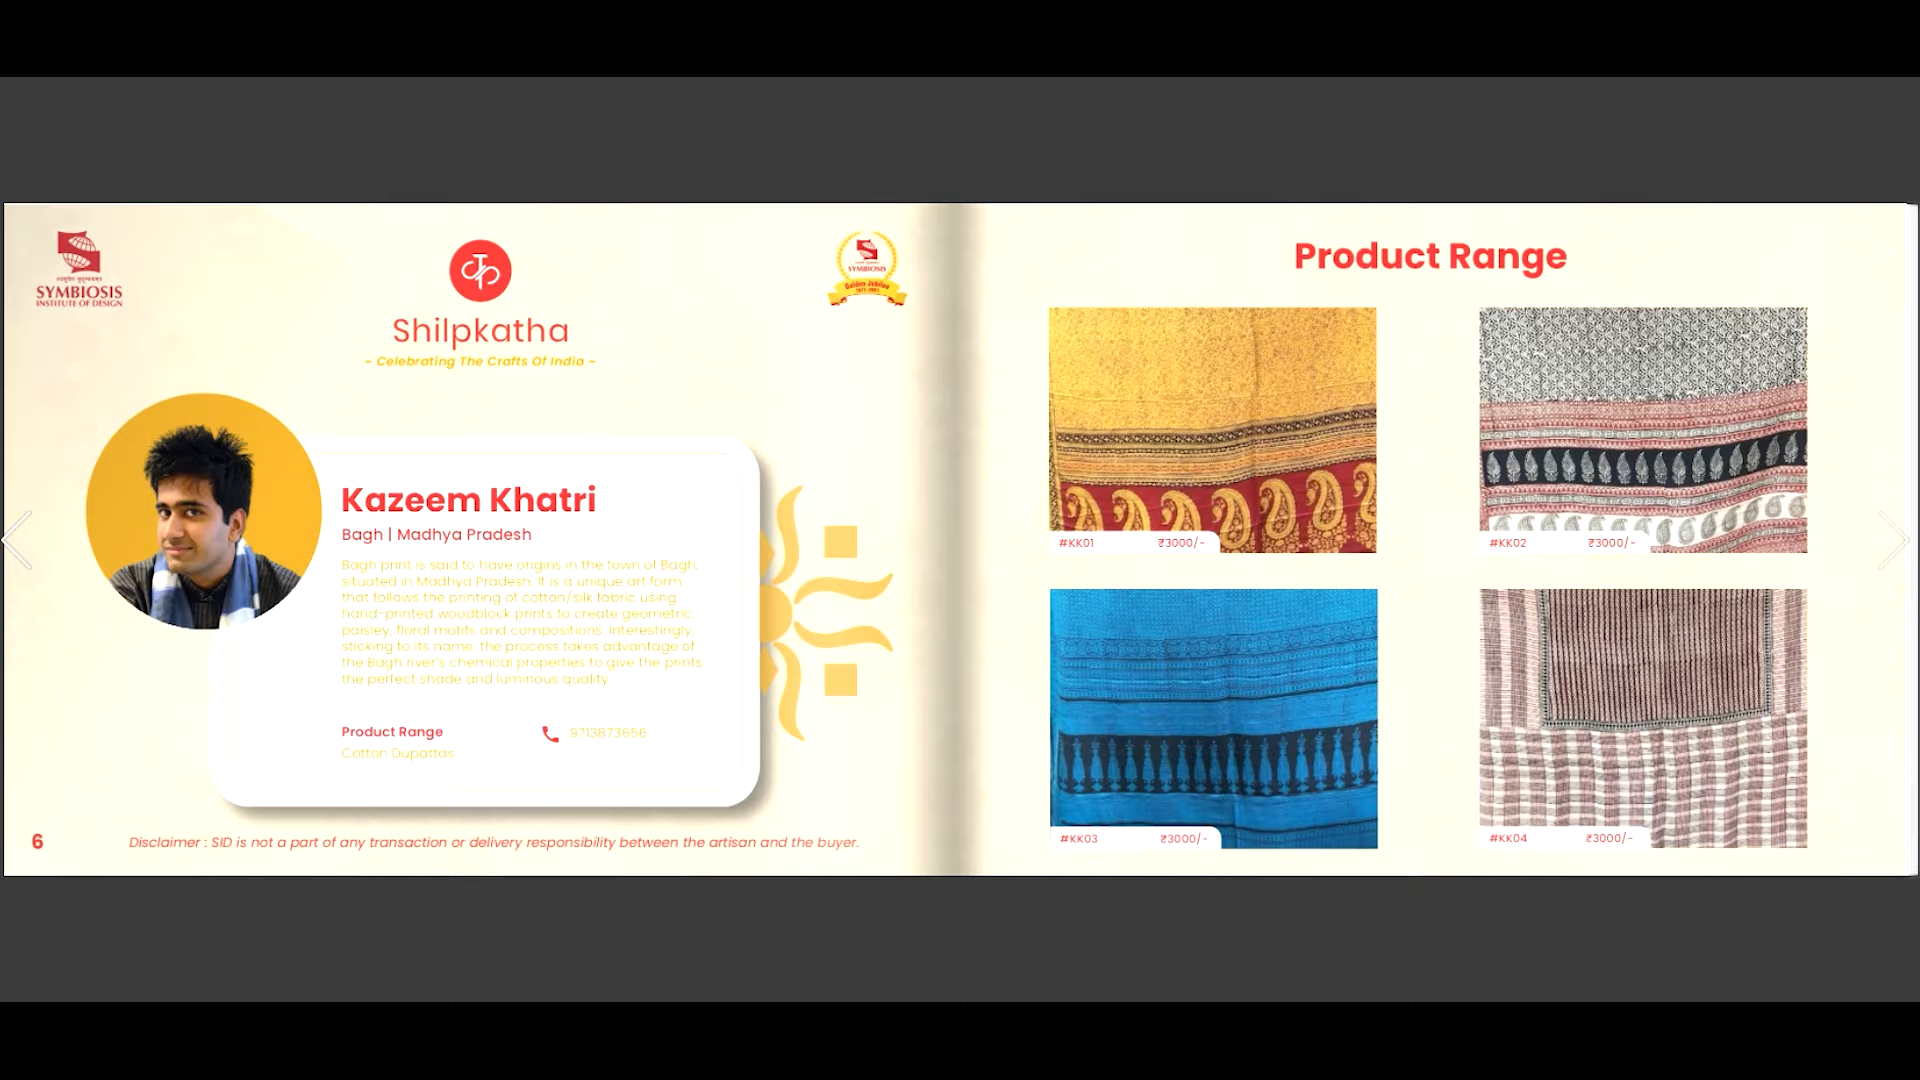 SYMBIOSIS
INSTITUTE OF DESIGN
Shilpkatha
~ Celebrating The Crafts Of India ~
SYMBIOSIS
Golden Jubilee
Kazeem Khatri
Bagh | Madhya Pradesh
Bagh print is said to have origins in the town of Bagh,
situated in Madhya Pradesh. It is a unique art form
that follows the printing of cotton/silk fabric using
hand-printed woodblock prints to create geometric,
paisley, floral motifs and compositions. Interestingly
sticking to its name, the process takes advantage of
the Bagh river's chemical properties to give the prints
the perfect shade and luminous quality.
Product Range
Cotton Dupattas
9713873656
6
Disclaimer : SID is not a part of any transaction or delivery responsibility between the artisan and the buyer.
Product Range
#KK01 ₹3000/-
#KK02 ₹3000/-
#KK03 ₹3000/-
#KK04 ₹3000/-